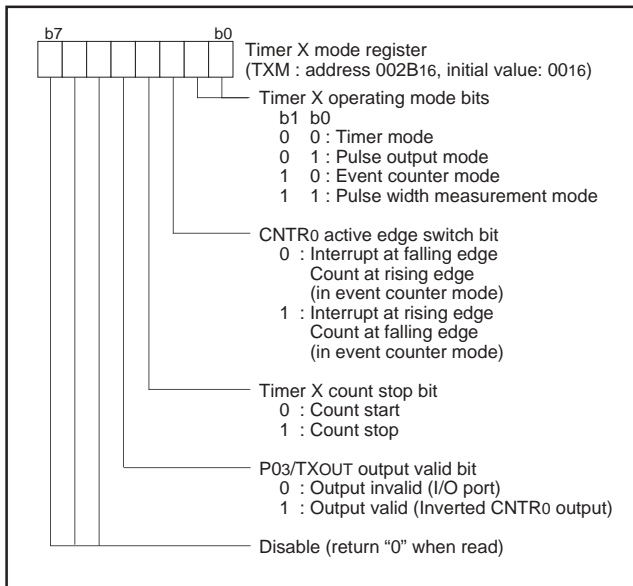 b7 b0
Timer X mode register
(TXM : address 002B16, initial value: 0016)
Timer X operating mode bits
b1 b0
0 0 : Timer mode
0 1 : Pulse output mode
1 0 : Event counter mode
1 1 : Pulse width measurement mode
CNTR0 active edge switch bit
0 : Interrupt at falling edge
Count at rising edge
(in event counter mode)
1 : Interrupt at rising edge
Count at falling edge
(in event counter mode)
Timer X count stop bit
0 : Count start
1 : Count stop
P03/TXOUT output valid bit
0 : Output invalid (I/O port)
1 : Output valid (Inverted CNTR0 output)
Disable (return “0” when read)